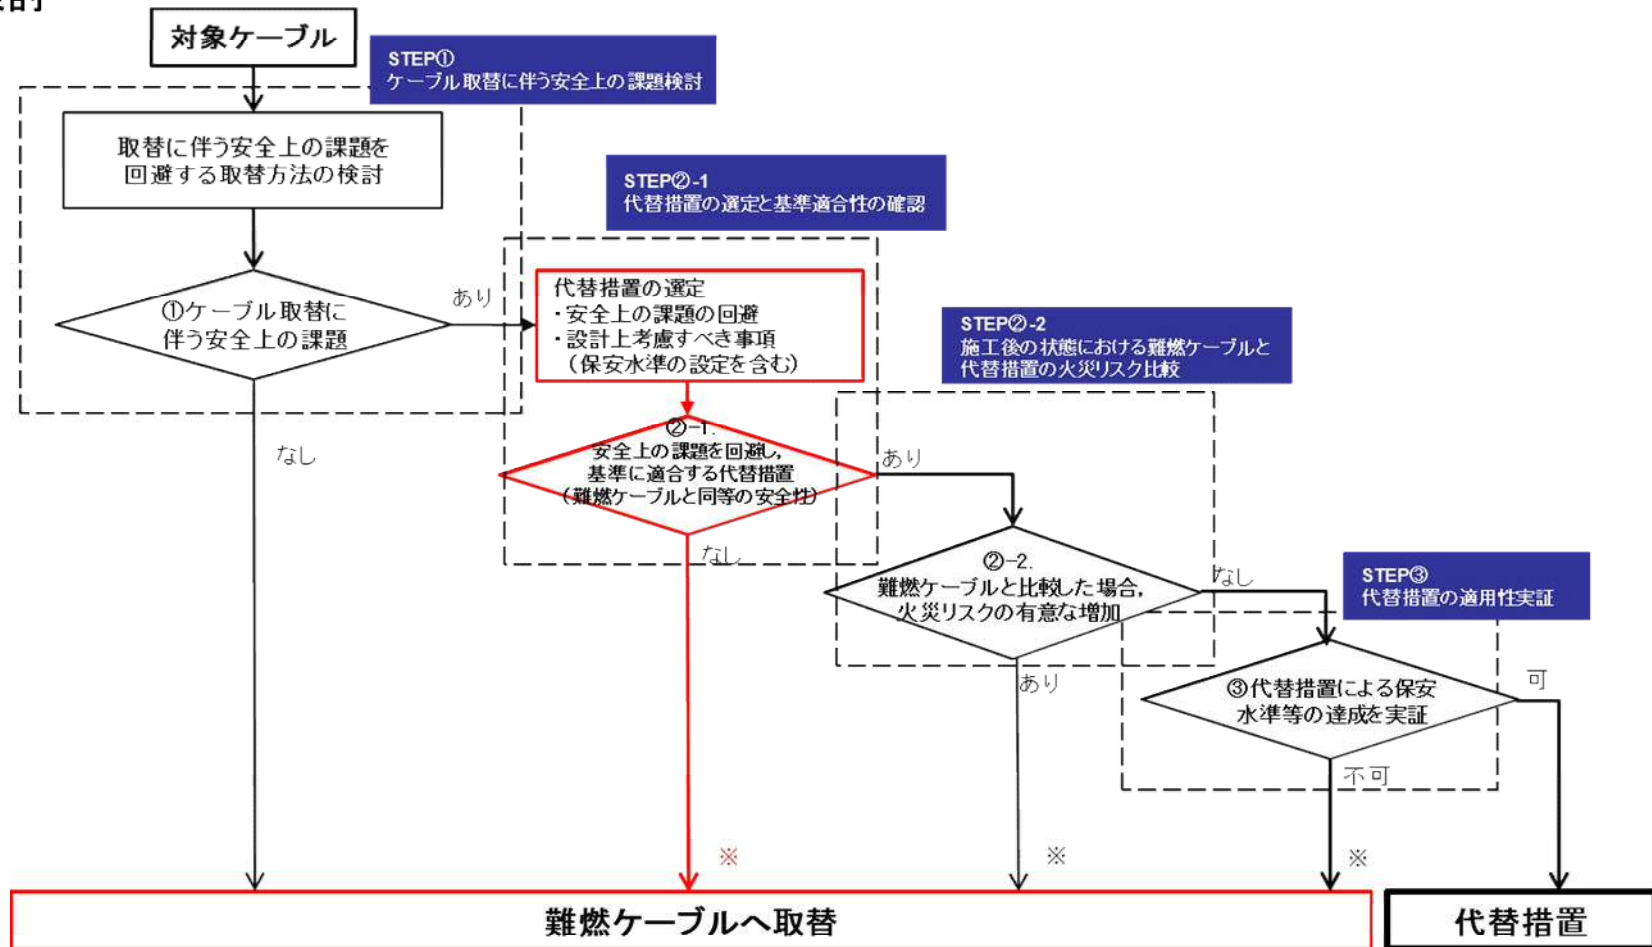 対象ケーブル
STEP①
ケーブル取替に伴う安全上の課題検討
取替に伴う安全上の課題を
回避する取替方法の検討
①ケーブル取替に
伴う安全上の課題
あり
なし
STEP②-1
代替措置の選定と基準適合性の確認
代替措置の選定
・安全上の課題の回避
・設計上考慮すべき事項
（保安水準の設定を含む）
②-1.
安全上の課題を回避し,
基準に適合する代替措置
（難燃ケーブルと同等の安全性）
あり
なし
STEP②-2
施工後の状態における難燃ケーブルと
代替措置の火災リスク比較
②-2.
難燃ケーブルと比較した場合,
火災リスクの有意な増加
なし
あり
STEP③
代替措置の適用性実証
③代替措置による保安
水準等の達成を実証
可
不可
※
※
※
難燃ケーブルへ取替
代替措置